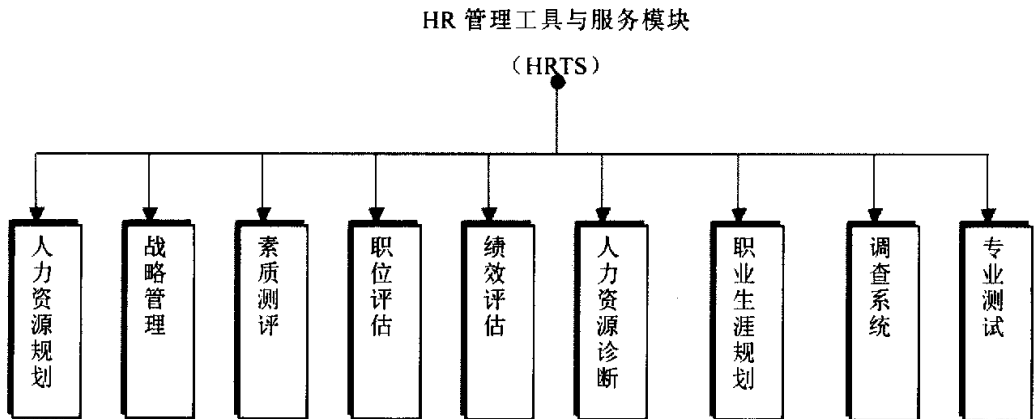 HR 管理工具与服务模块
（HRTS）
人力资源规划
战略管理
素质测评
职位评估
绩效评估
人力资源诊断
职业生涯规划
调查系统
专业测试